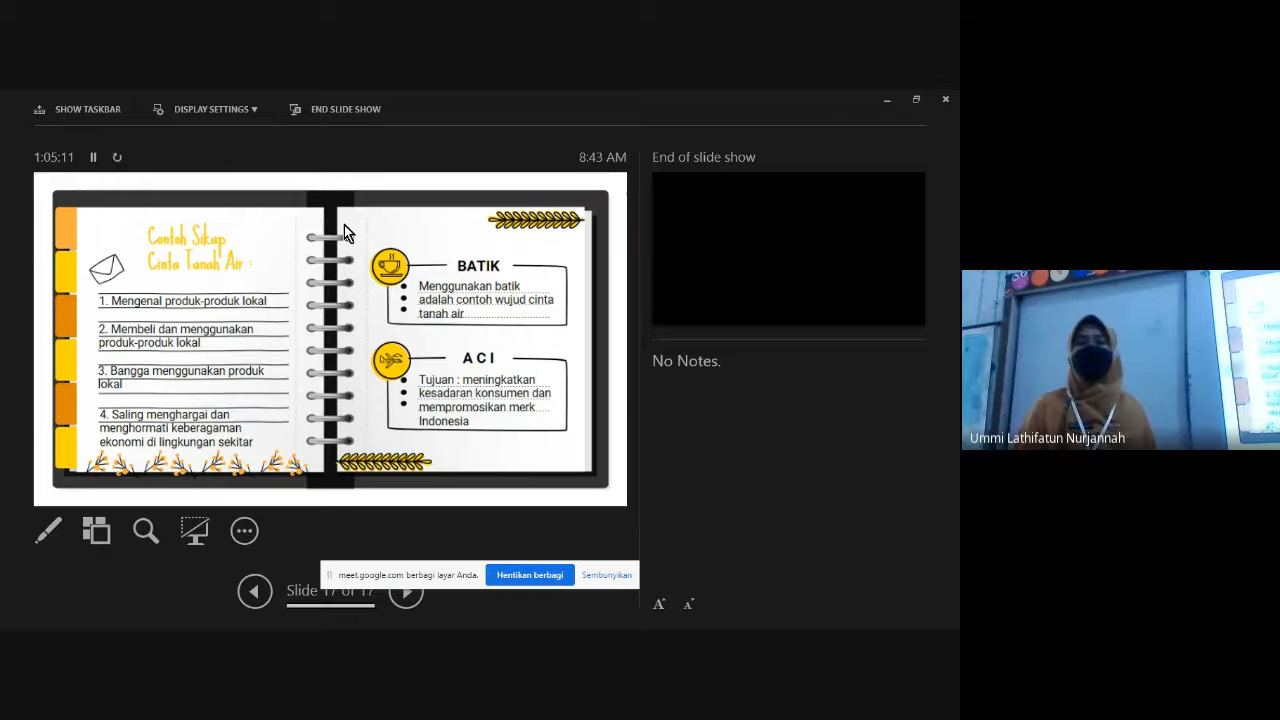 SHOW TASKBAR
DISPLAY SETTINGS ▾
END SLIDE SHOW
1:05:11
8:43 AM
End of slide show
Contoh Sikap
Cinta Tanah Air :
1. Mengenal produk-produk lokal
2. Membeli dan menggunakan
produk-produk lokal
3. Bangga menggunakan produk
lokal
4. Saling menghargai dan
menghormati keberagaman
ekonomi di lingkungan sekitar
BATIK
Menggunakan batik
adalah contoh wujud cinta
tanah air
A C I
Tujuan : meningkatkan
kesadaran konsumen dan
mempromosikan merk
Indonesia
No Notes.
Ummi Lathifatun Nurjannah
meet.google.com berbagi layar Anda.
Hentikan berbagi
Sembunyikan
Slide 17 of 17
A A